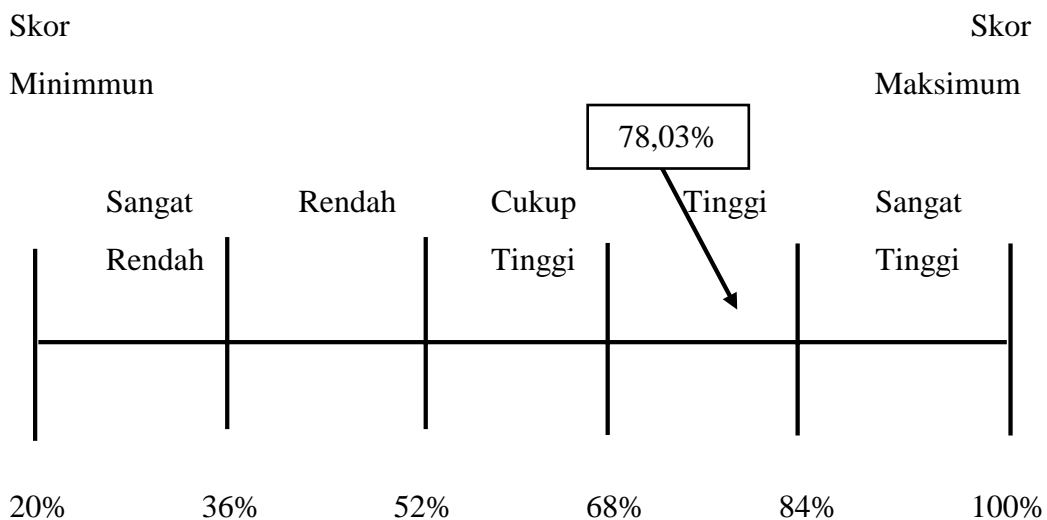 Skor Skor
Minimmun Maksimum
78,03%
Sangat Rendah Cukup Tinggi Sangat
Rendah Tinggi Tinggi
20% 36% 52% 68% 84% 100%